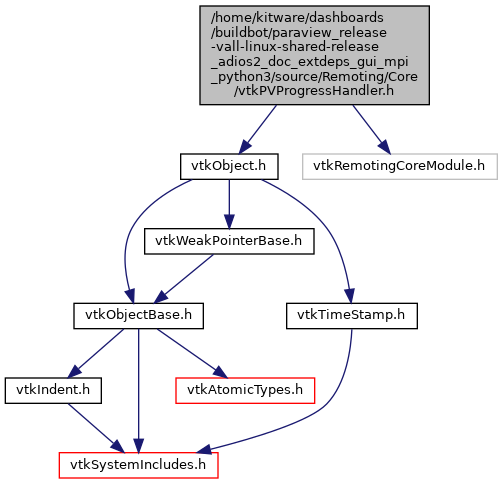 /home/kitware/dashboards
/buildbot/paraview_release
-vall-linux-shared-release
_adios2_doc_extdeps_gui_mpi
_python3/source/Remoting/Core
/vtkPVProgressHandler.h
vtkObject.h
vtkRemotingCoreModule.h
vtkWeakPointerBase.h
vtkObjectBase.h
vtkTimeStamp.h
vtkIndent.h
vtkAtomicTypes.h
vtkSystemIncludes.h